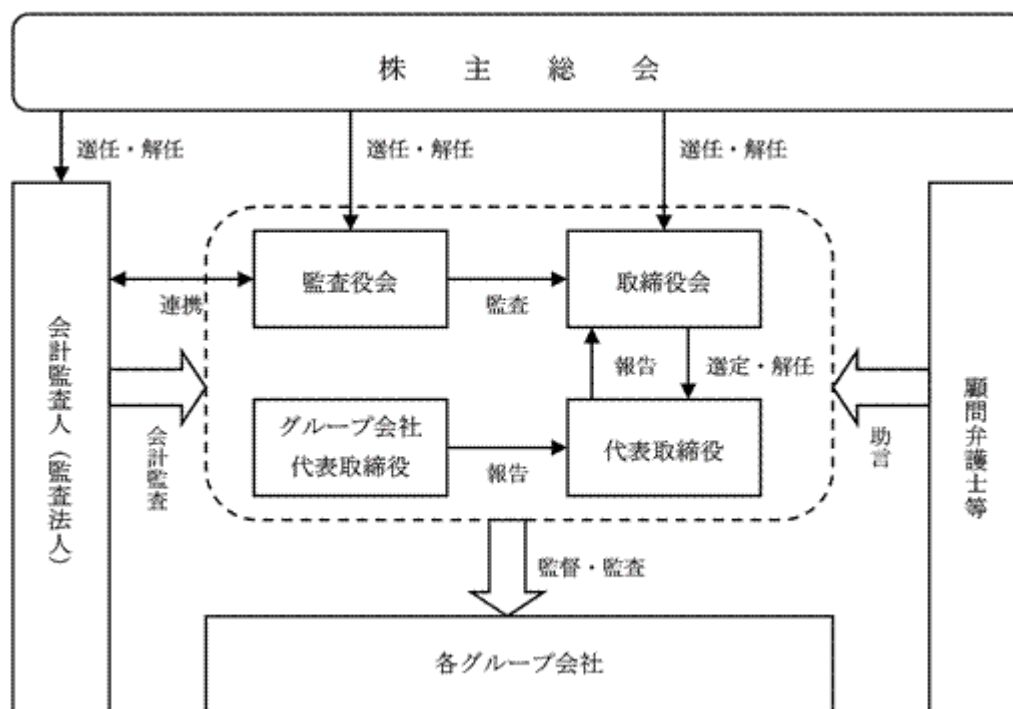 株主総会
選任・解任
選任・解任
選任・解任
監査役会
取締役会
連携
監査
会計監査人（監査法人）
報告
選定・解任
顧問弁護士等
グループ会社
代表取締役
代表取締役
会計監査
報告
助言
監督・監査
各グループ会社